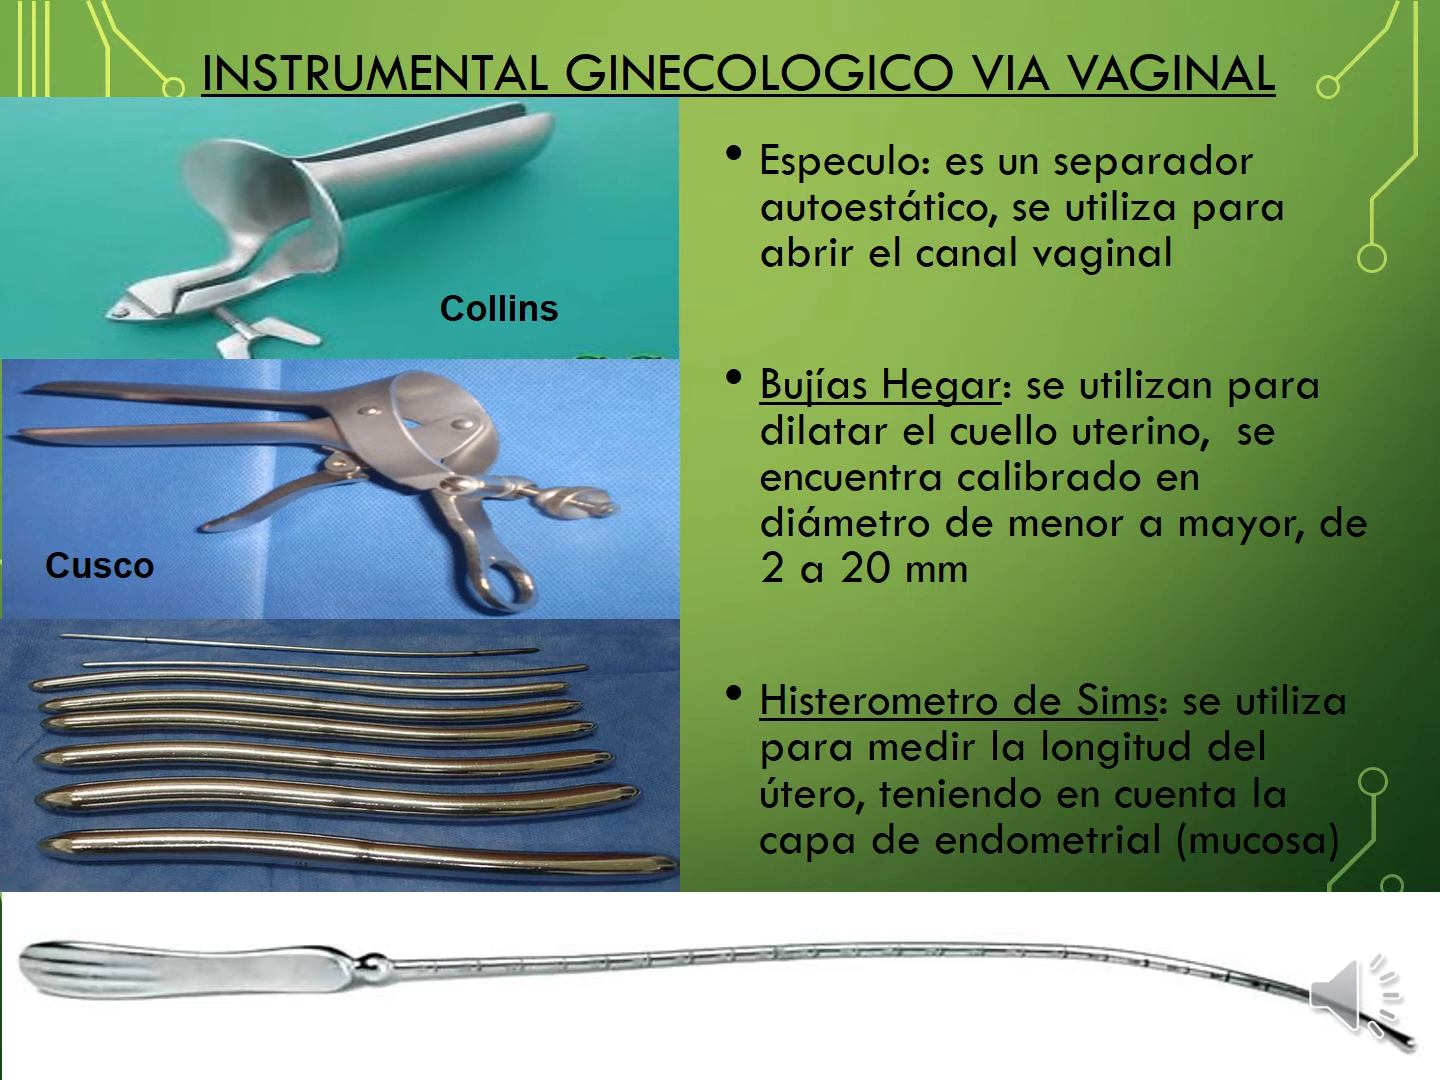 INSTRUMENTAL GINECOLOGICO VIA VAGINAL
Collins
Cusco
• Especulo: es un separador
autoestático, se utiliza para
abrir el canal vaginal
• Bujías Hegar: se utilizan para
dilatar el cuello uterino, se
encuentra calibrado en
diámetro de menor a mayor, de
2 a 20 mm
• Histerometro de Sims: se utiliza
para medir la longitud del
útero, teniendo en cuenta la
capa de endometrial (mucosa)